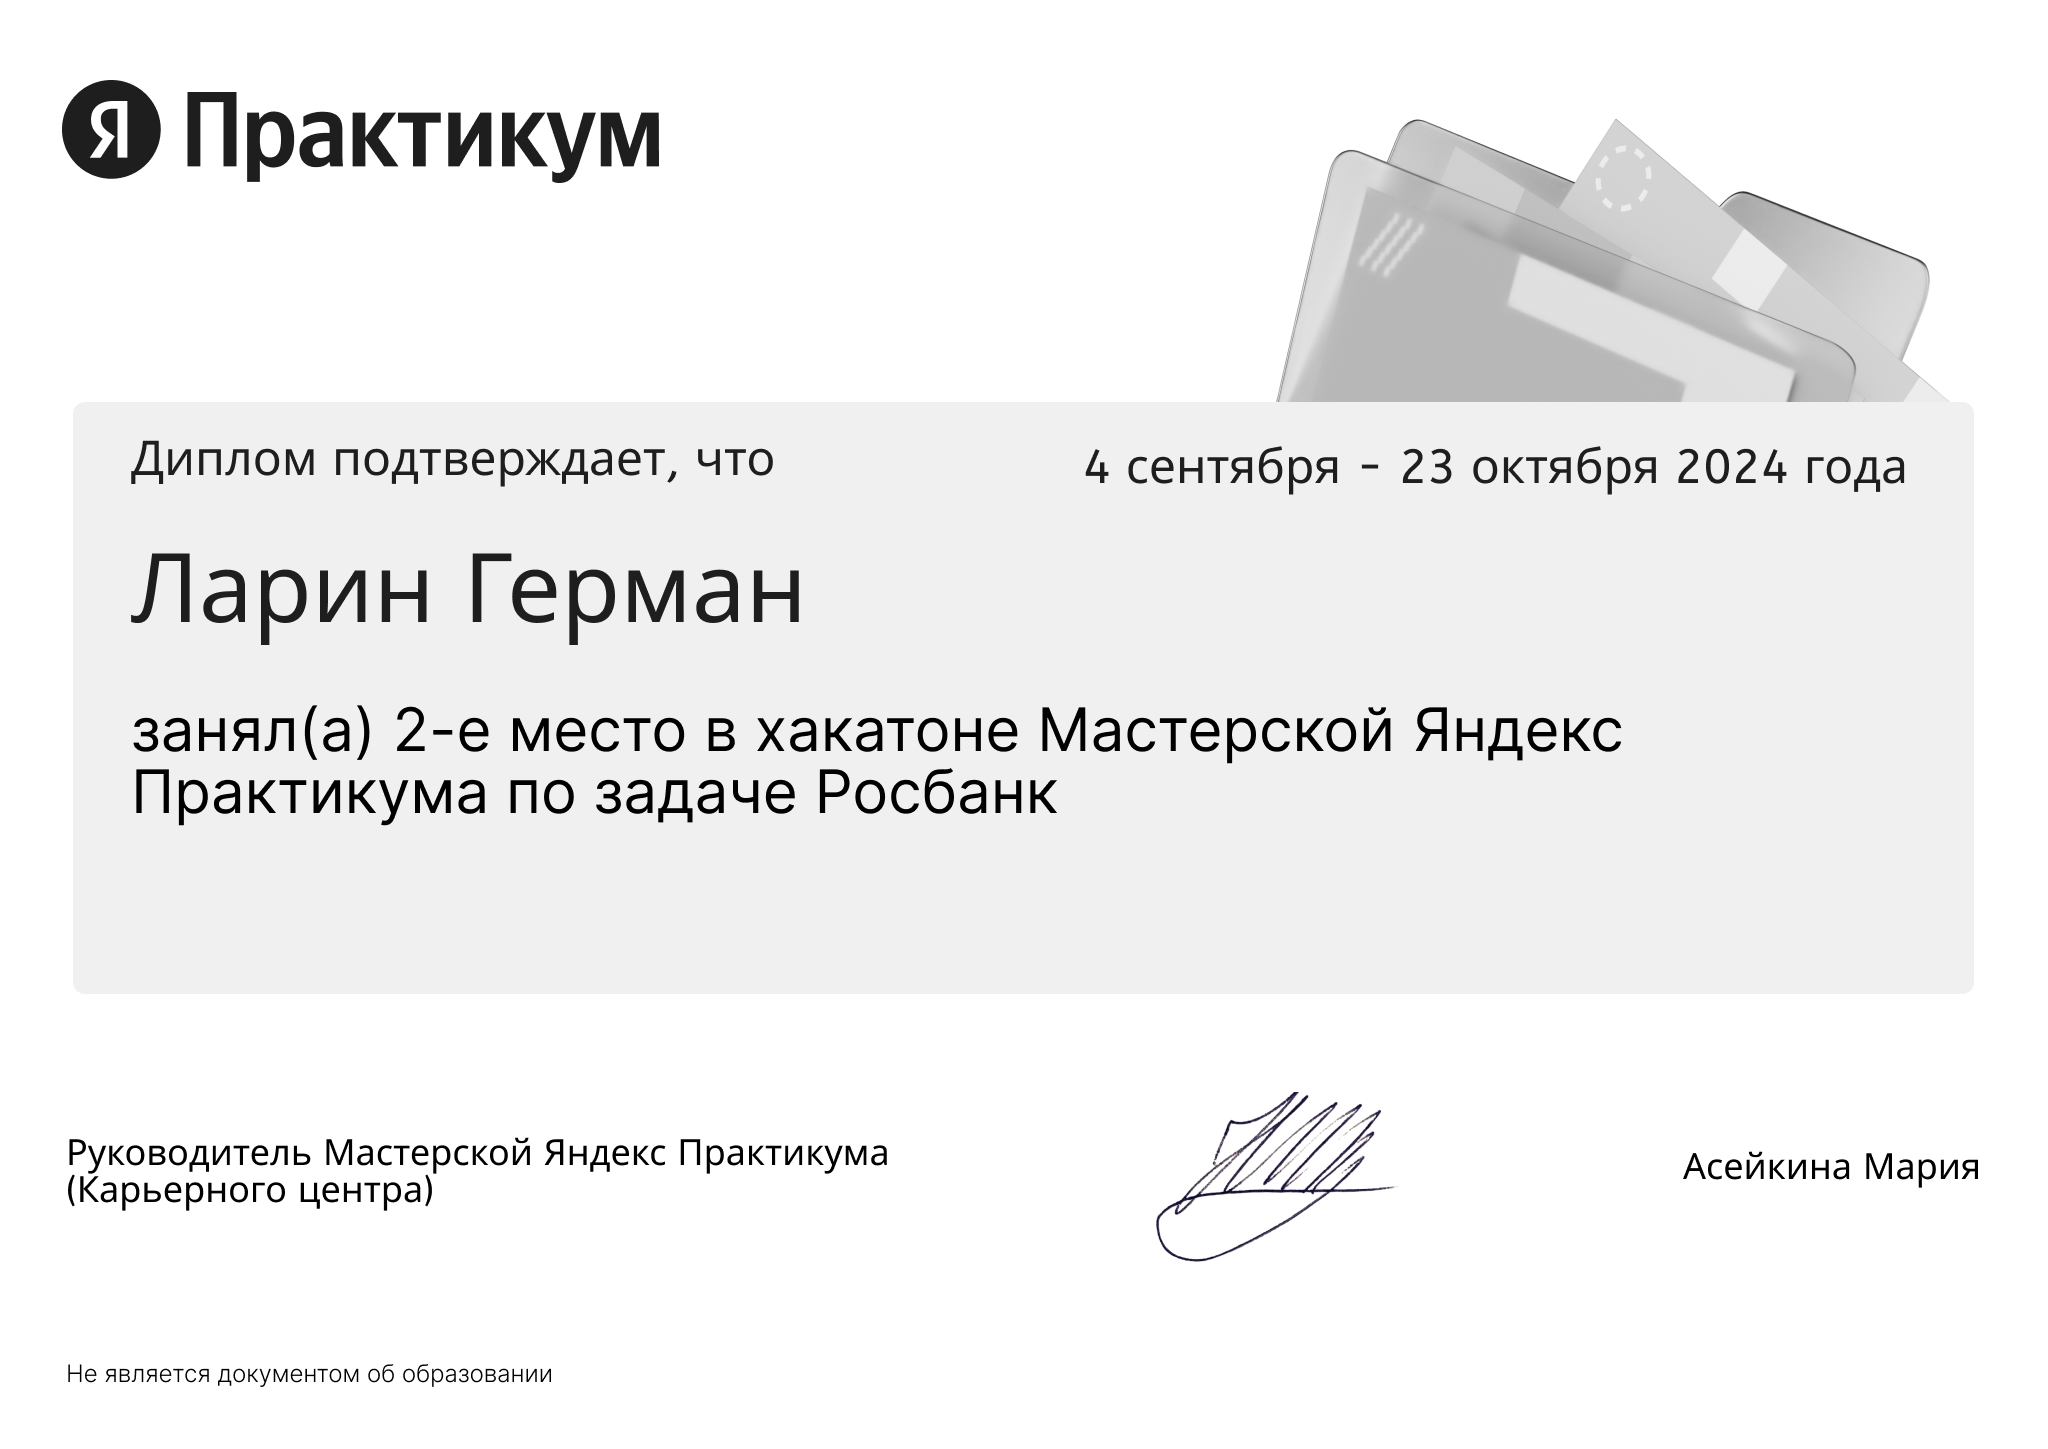 Я Практикум
Диплом подтверждает, что
4 сентября - 23 октября 2024 года
Ларин Герман
занял(а) 2-е место в хакатоне Мастерской Яндекс
Практикума по задаче Росбанк
Руководитель Мастерской Яндекс Практикума
(Карьерного центра)
Асейкина Мария
Не является документом об образовании